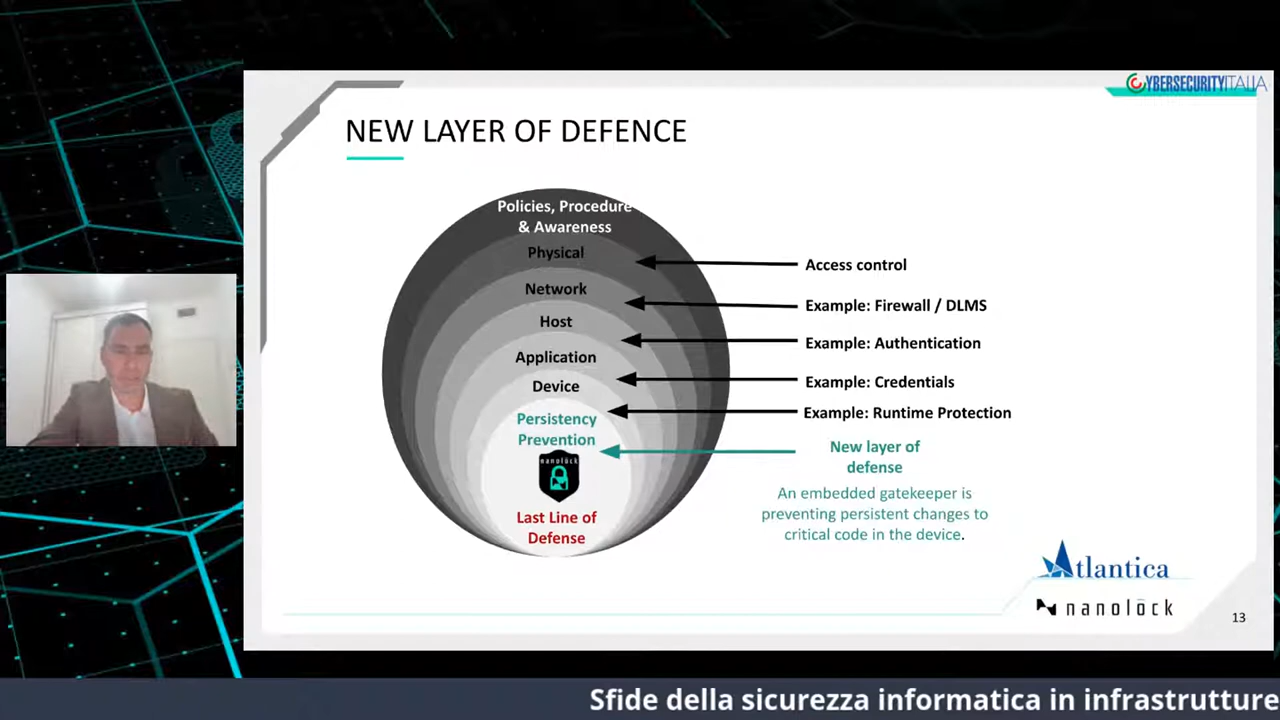 CYBERSECURITYITALIA
NEW LAYER OF DEFENCE
Policies, Procedure
& Awareness
Physical
Network
Host
Application
Device
Persistency
Prevention
nanolock
Last Line of
Defense
Access control
Example: Firewall / DLMS
Example: Authentication
Example: Credentials
Example: Runtime Protection
New layer of
defense
An embedded gatekeeper is
preventing persistent changes to
critical code in the device.
Atlantica
nanolōck
13
Sfide della sicurezza informatica in infrastrutture